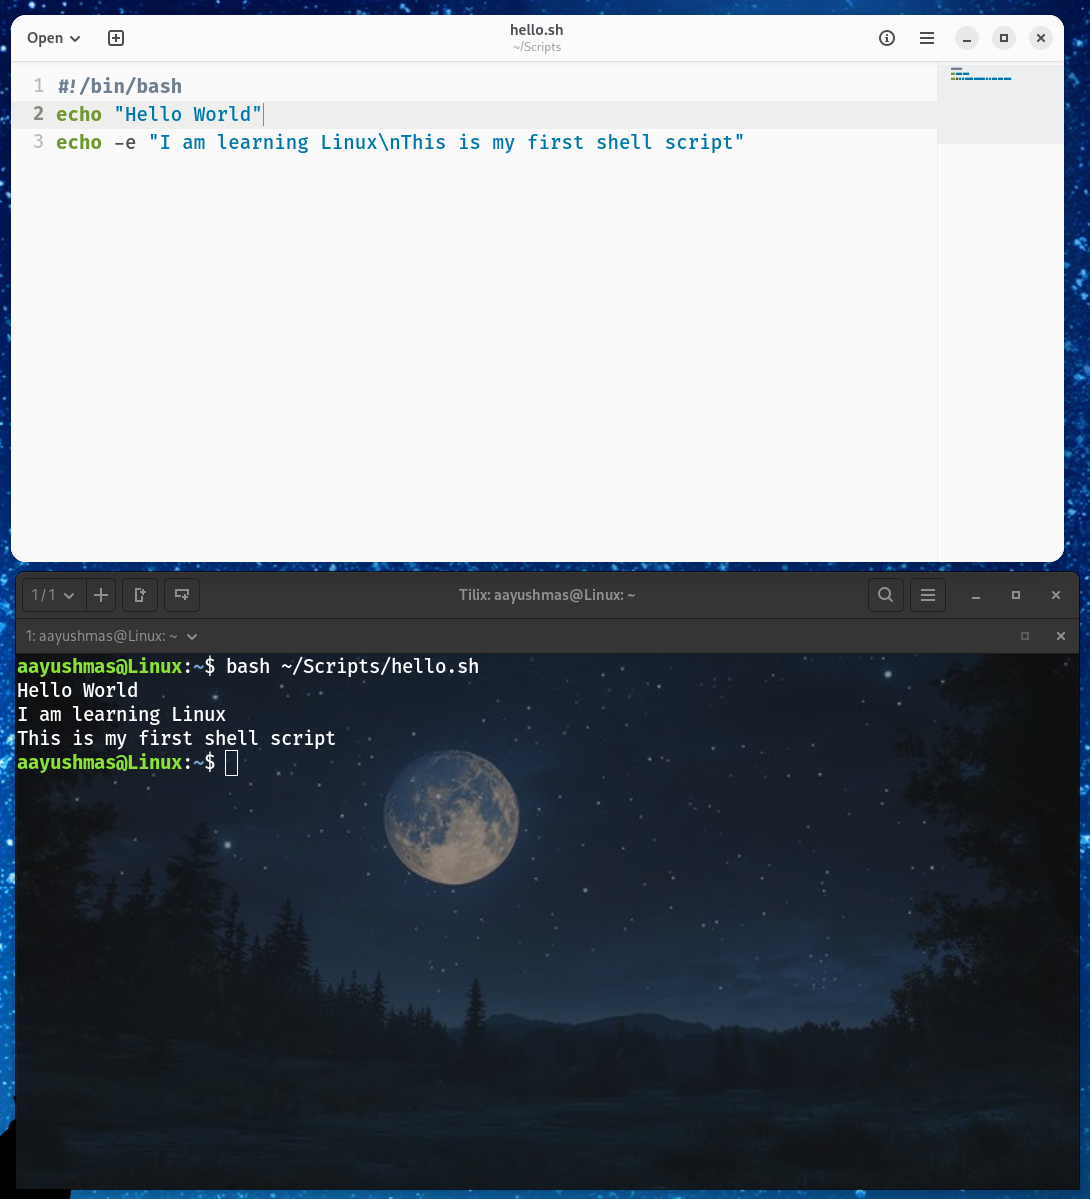 Open
hello.sh
~/Scripts
1 #!/bin/bash
2 echo "Hello World"
3 echo -e "I am learning Linux\nThis is my first shell script"
1/1
Tilix: aayushmas@Linux: ~
1: aayushmas@Linux: ~
aayushmas@Linux:~$ bash ~/Scripts/hello.sh
Hello World
I am learning Linux
This is my first shell script
aayushmas@Linux:~$